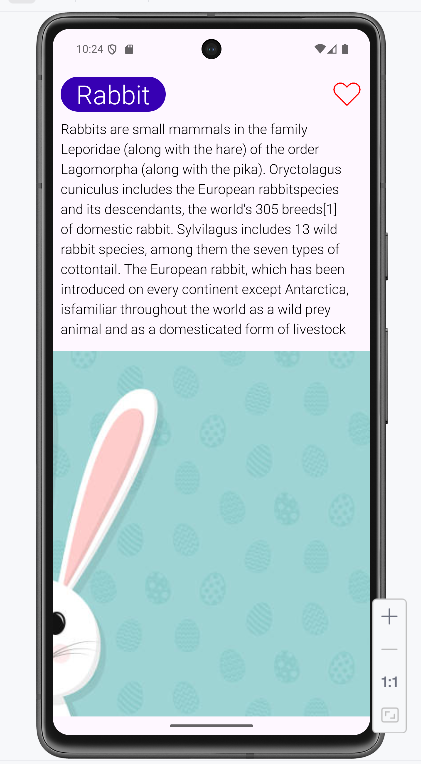 10:24
Rabbit
Rabbits are small mammals in the family
Leporidae (along with the hare) of the order
Lagomorpha (along with the pika). Oryctolagus
cuniculus includes the European rabbitspecies
and its descendants, the world's 305 breeds[1]
of domestic rabbit. Sylvilagus includes 13 wild
rabbit species, among them the seven types of
cottontail. The European rabbit, which has been
introduced on every continent except Antarctica,
isfamiliar throughout the world as a wild prey
animal and as a domesticated form of livestock
1:1